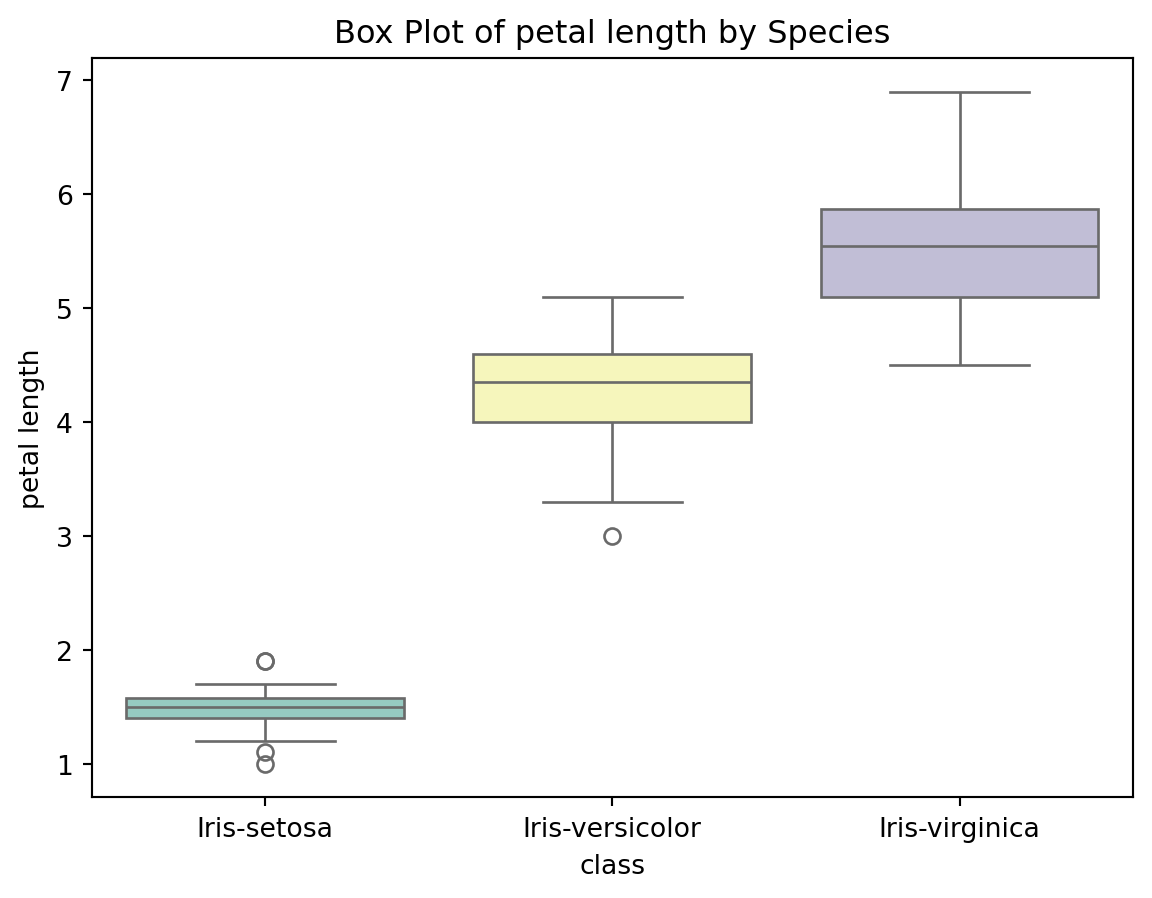 Box Plot of petal length by Species
petal length
7
6
5
4
3
2
1
Iris-setosa Iris-versicolor Iris-virginica
class